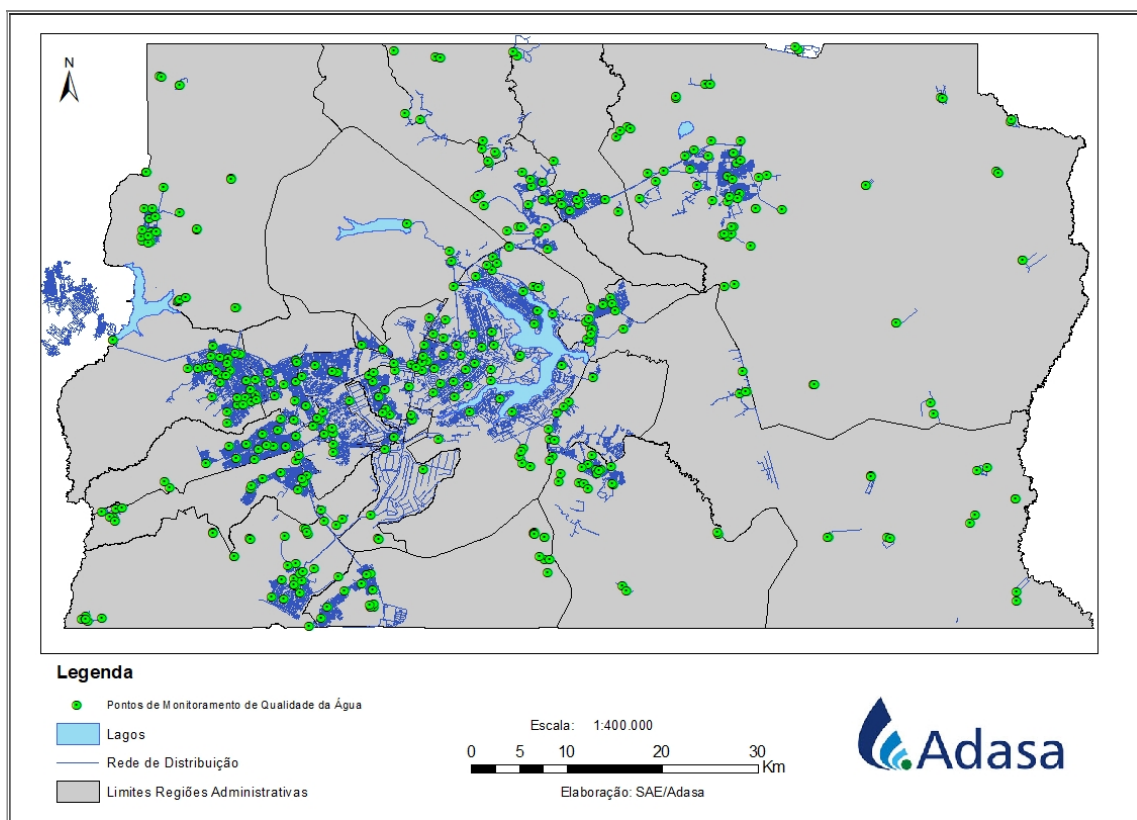 N
Legenda
Pontos de Monitoramento de Qualidade da Água
Lagos
Rede de Distribuição
Limites Regiões Administrativas
Escala: 1:400.000
0 5 10 20 30
Km
Elaboração: SAE/Adasa
Adasa